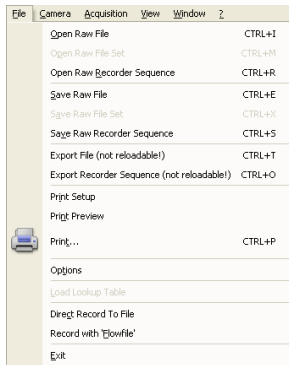 File Camera Acquisition View Window ?
Open Raw File CTRL+I
Open Raw File Set CTRL+M
Open Raw Recorder Sequence CTRL+R
Save Raw File CTRL+E
Save Raw File Set CTRL+X
Save Raw Recorder Sequence CTRL+S
Export File (not reloadable!) CTRL+T
Export Recorder Sequence (not reloadable!) CTRL+O
Print Setup
Print Preview
Print... CTRL+P
Options
Load Lookup Table
Direct Record To File
Record with 'Flowfile'
Exit